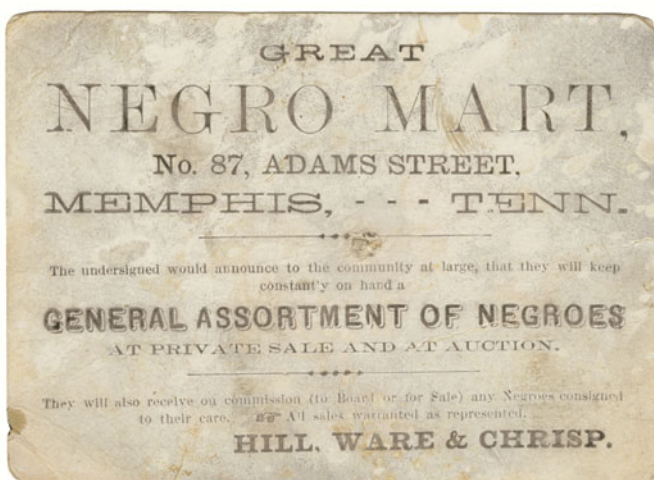 GREAT
NEGRO MART,
No. 87, ADAMS STREET,
MEMPHIS, - - - TENN.
The undersigned would announce to the community at large, that they will keep
constant'y on hand a
GENERAL ASSORTMENT OF NEGROES
AT PRIVATE SALE AND AT AUCTION.
They will also receive on commission (to Board or for Sale) any Negroes consigned
to their care. ☞ All sales warranted as represented.
HILL, WARE & CHRISP.